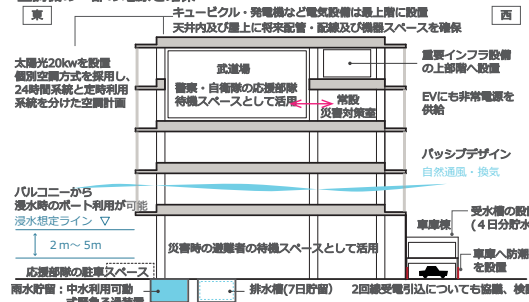 東
西
キュービクル・発電機など電気設備は最上階に設置
天井内及び屋上に将来配管・配線及び機器スペースを確保
太陽光20kwを設置
個別空調方式を採用し、
24時間系統と定時利用
系統を分けた空調計画
武道場
警察・自衛隊の応援部隊
待機スペースとして活用
常設
災害対策室
重要インフラ設備
の上部階へ設置
EVにも非常電源を
供給
パッシブデザイン
自然通風・換気
バルコニーから
浸水時のボート利用が可能
浸水想定ライン ▽
2m～5m
災害時の避難者の待機スペースとして活用
応援部隊の駐車スペース
受水槽の設
(4日分貯水
車庫棟
車庫へ防潮
を設置
雨水貯留：中水利用可動
排水槽(7日貯留)
2回線受電引込についても協議、検